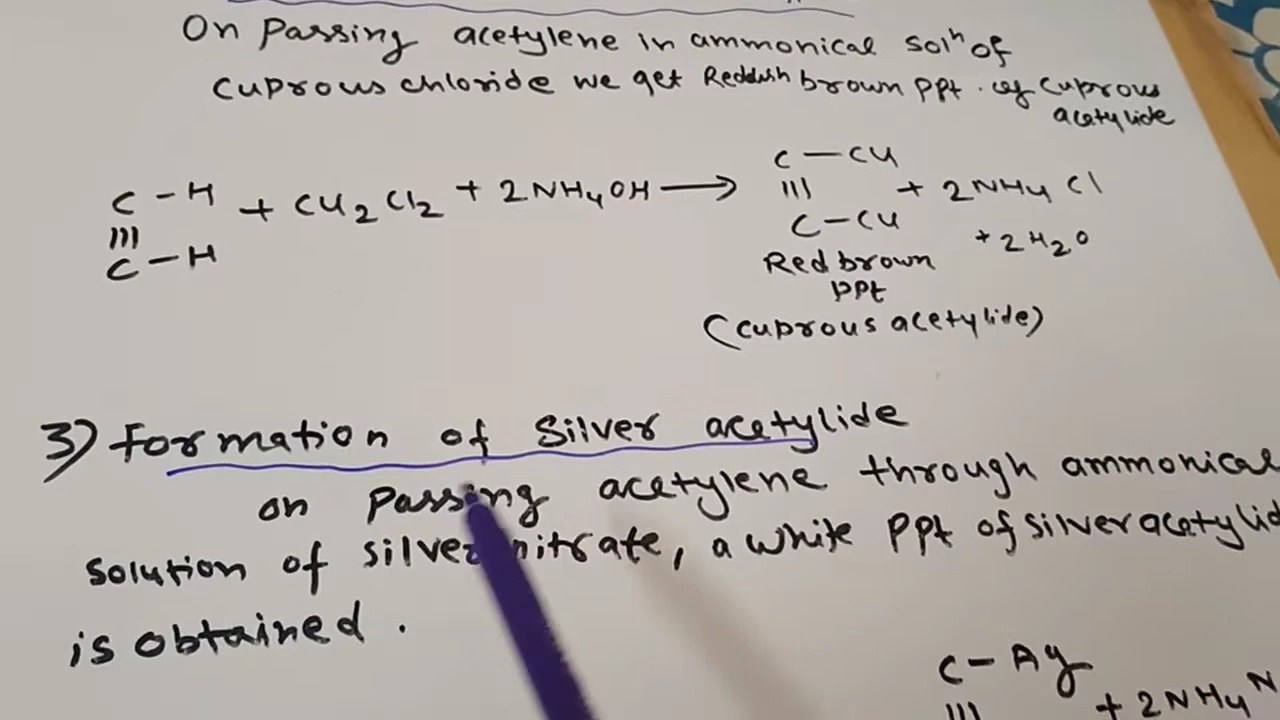 On Passing acetylene in ammonical Solⁿ of
Cuprous chloride we get Reddish brown PPt. of Cuprous
acetylide
C - H + Cu2Cl2 + 2NH4OH ⟶ C - Cu + 2NH4Cl
||| |||
C - H C - Cu + 2H2O
Red brown
PPt
(cuprous acetylide)
3) Formation of Silver acetylide
on Passing acetylene through ammonical
solution of silver nitrate, a white PPt of silver acetylid
is obtained.
C - Ag
||| + 2NH4N